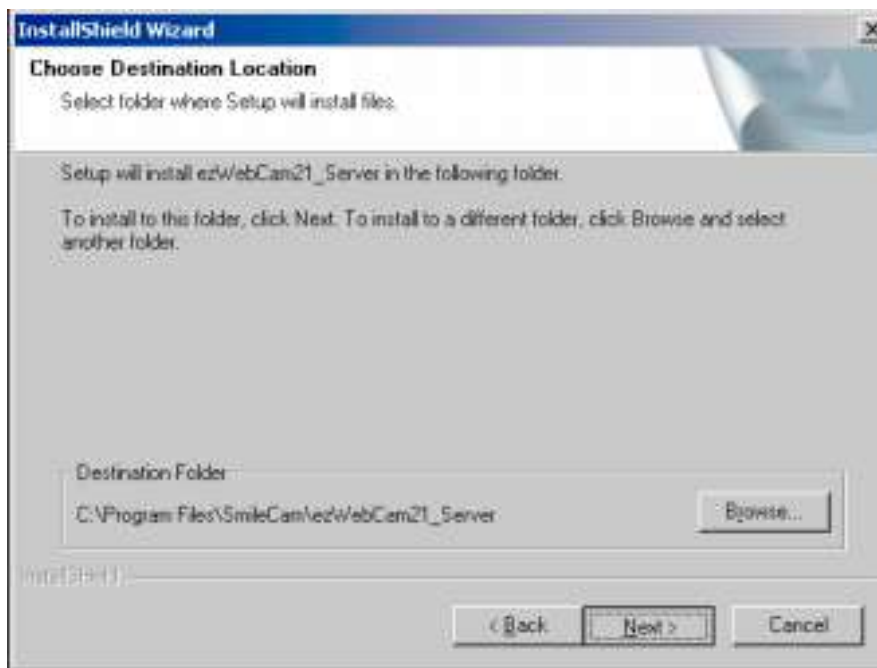 InstallShield Wizard
Choose Destination Location
Select folder where Setup will install files.
Setup will install ezWebCam21_Server in the following folder.
To install to this folder, click Next. To install to a different folder, click Browse and select
another folder.
Destination Folder
C:\Program Files\SmileCam\ezWebCam21_Server
Browse...
InstallShield
< Back
Next >
Cancel